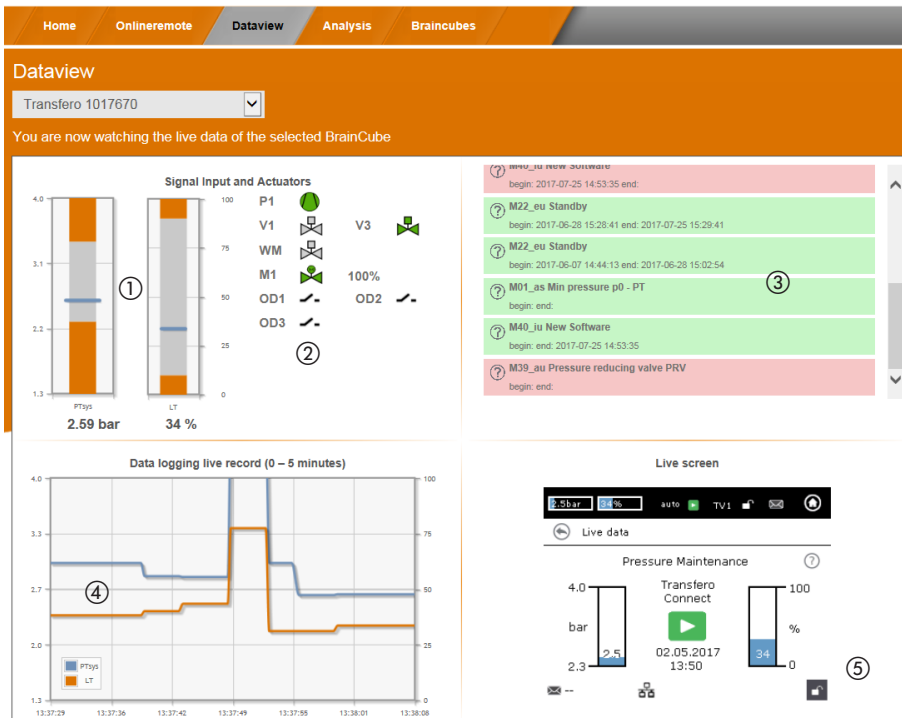 Home Onlineremote Dataview Analysis Braincubes
Dataview
Transfero 1017670
You are now watching the live data of the selected BrainCube
Signal Input and Actuators
4.0
3.1
2.2
1.3
①
PTsys
2.59 bar
100
75
50
25
0
LT
34 %
P1
V1 V3
WM
M1 100%
OD1 OD2
OD3
②
M40_iu New Software
begin: 2017-07-25 14:53:35 end:
M22_eu Standby
begin: 2017-06-28 15:28:41 end: 2017-07-25 15:29:41
M22_eu Standby
begin: 2017-06-07 14:44:13 end: 2017-06-28 15:02:54
M01_as Min pressure p0 - PT
begin: end:
③
M40_iu New Software
begin: end: 2017-07-25 14:53:35
M39_au Pressure reducing valve PRV
begin: end:
Data logging live record (0 – 5 minutes)
4.0 100
3.3 75
2.7 50
④
2.0 25
PTsys
LT
1.3 0
13:37:29 13:37:36 13:37:42 13:37:49 13:37:55 13:38:01 13:38:08
Live screen
2.5bar 34% auto TV1
Live data
Pressure Maintenance ?
4.0 Transfero 100
Connect
bar %
2.5 02.05.2017 34
2.3 13:50 0
⑤
--